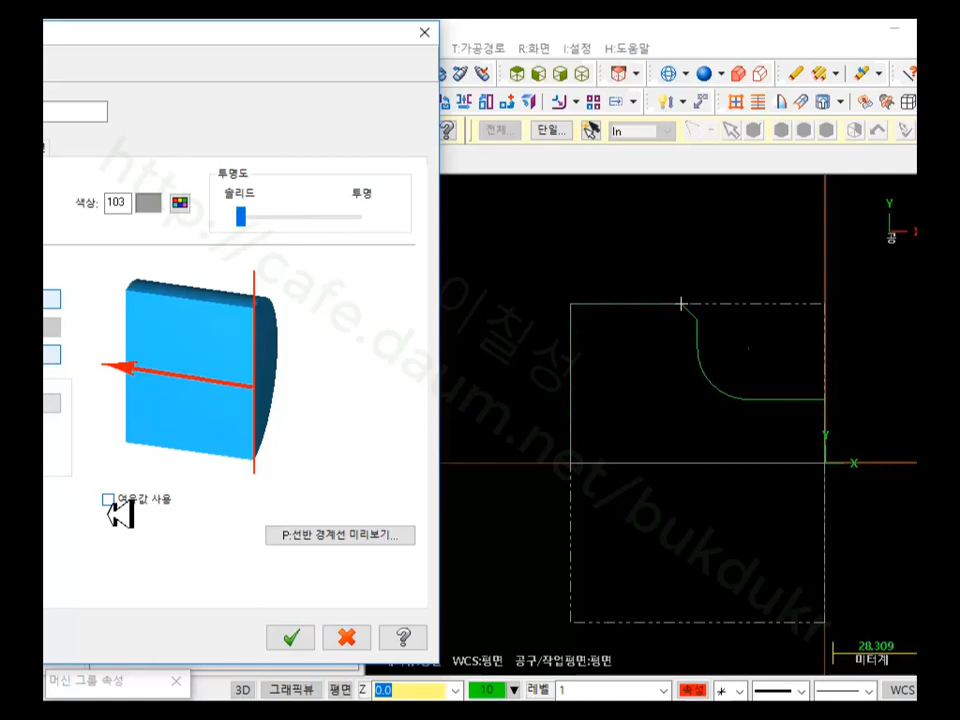 T:가공경로 R:화면 I:설정 H:도움말
전체... 단일... In
투명도
색상: 103 솔리드 투명
Y
X
공
Y
X
여유값 사용
P:선반 경계선 미리보기...
28.309
미터계
WCS:평면 공구/작업평면:평면
머신 그룹 속성
3D 그래픽뷰 평면 Z 0.0 10 레벨 1 속성 WCS
http://cafe.daum.net/bukdukr
이칠성